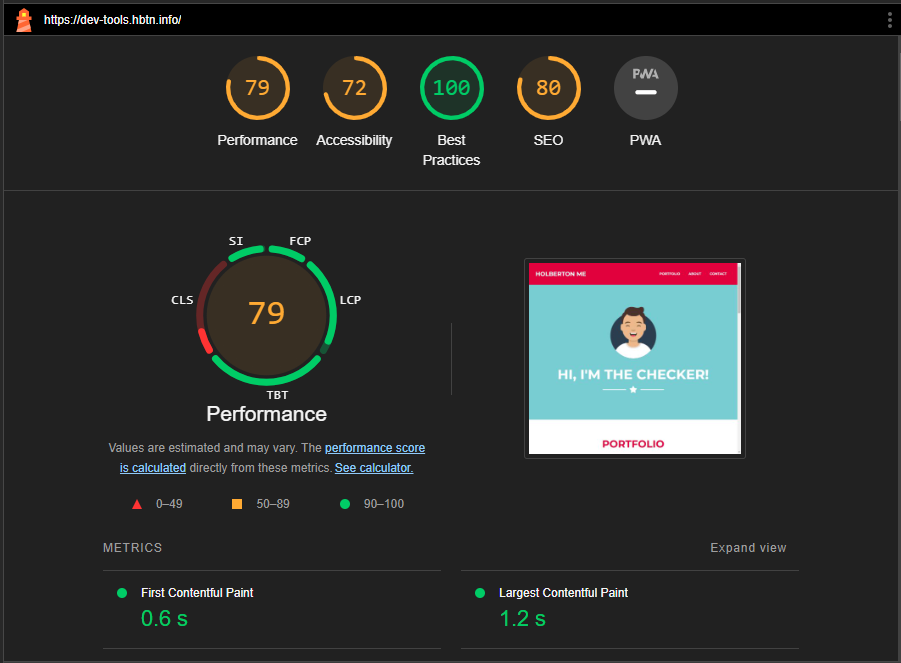 https://dev-tools.hbtn.info/
79
72
100
80
PWA
Performance
Accessibility
Best
Practices
SEO
PWA
SI
FCP
CLS
LCP
79
TBT
Performance
Values are estimated and may vary. The performance score
is calculated directly from these metrics. See calculator.
0–49
50–89
90–100
HOLBERTON ME
PORTFOLIO
ABOUT
CONTACT
HI, I'M THE CHECKER!
PORTFOLIO
METRICS
Expand view
First Contentful Paint
0.6 s
Largest Contentful Paint
1.2 s